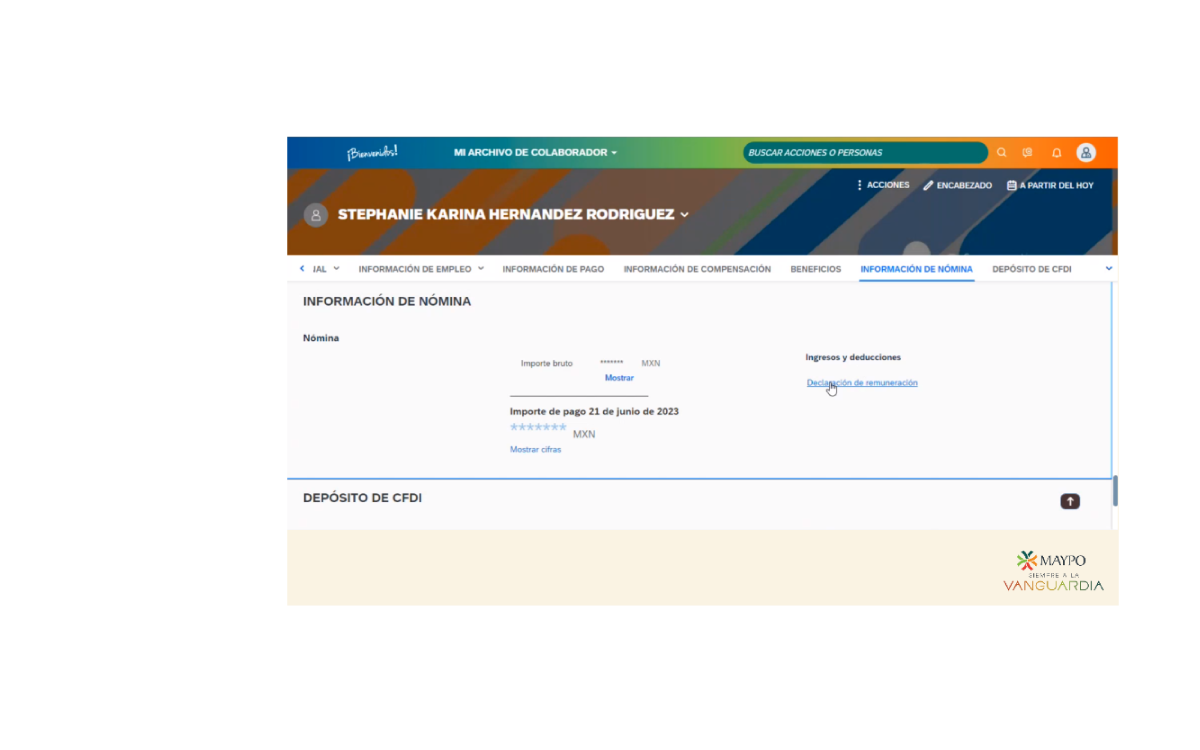 ¡Bienvenid@s!
MI ARCHIVO DE COLABORADOR
BUSCAR ACCIONES O PERSONAS
ACCIONES
ENCABEZADO
A PARTIR DEL HOY
STEPHANIE KARINA HERNANDEZ RODRIGUEZ
IAL
INFORMACIÓN DE EMPLEO
INFORMACIÓN DE PAGO
INFORMACIÓN DE COMPENSACIÓN
BENEFICIOS
INFORMACIÓN DE NÓMINA
DEPÓSITO DE CFDI
INFORMACIÓN DE NÓMINA
Nómina
Importe bruto ******* MXN
Mostrar
Importe de pago 21 de junio de 2023
******* MXN
Mostrar cifras
Ingresos y deducciones
Declaración de remuneración
DEPÓSITO DE CFDI
MAYPO
SIEMPRE A LA
VANGUARDIA